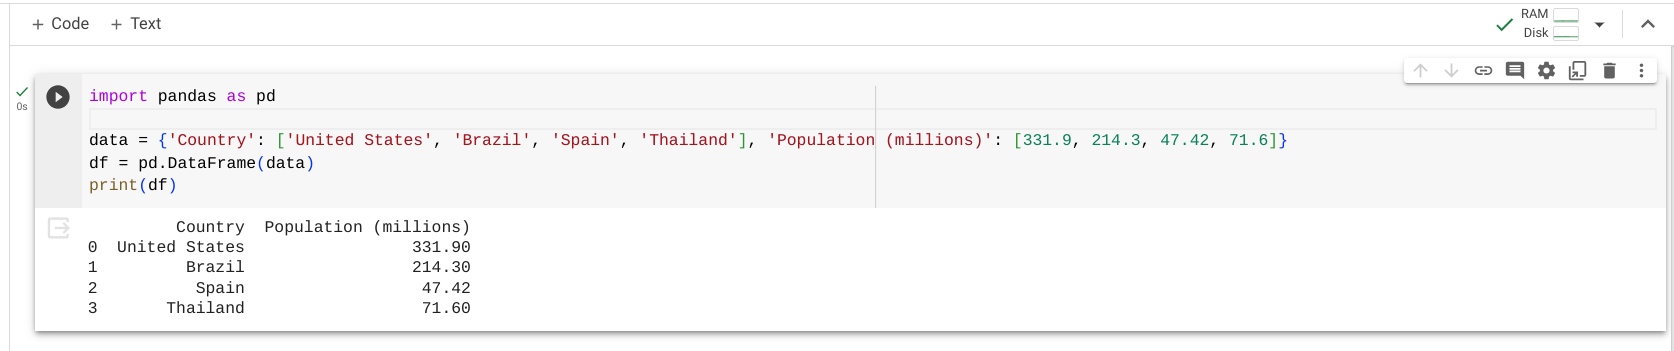 + Code + Text
RAM
Disk
0s
import pandas as pd
data = {'Country': ['United States', 'Brazil', 'Spain', 'Thailand'], 'Population (millions)': [331.9, 214.3, 47.42, 71.6]}
df = pd.DataFrame(data)
print(df)
Country Population (millions)
0 United States 331.90
1 Brazil 214.30
2 Spain 47.42
3 Thailand 71.60